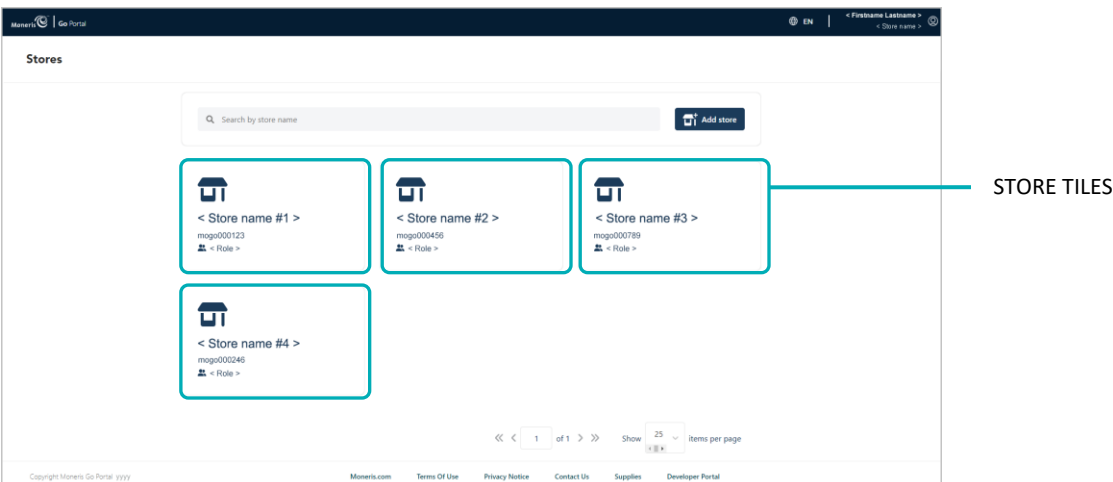 Moneris Go Portal EN < Firstname Lastname >
< Store name >
Stores
Search by store name Add store
< Store name #1 > < Store name #2 > < Store name #3 >
mogo000123 mogo000456 mogo000789
< Role > < Role > < Role >
STORE TILES
< Store name #4 >
mogo000246
< Role >
1 of 1 Show 25 items per page
Copyright Moneris Go Portal yyyy Moneris.com Terms Of Use Privacy Notice Contact Us Supplies Developer Portal